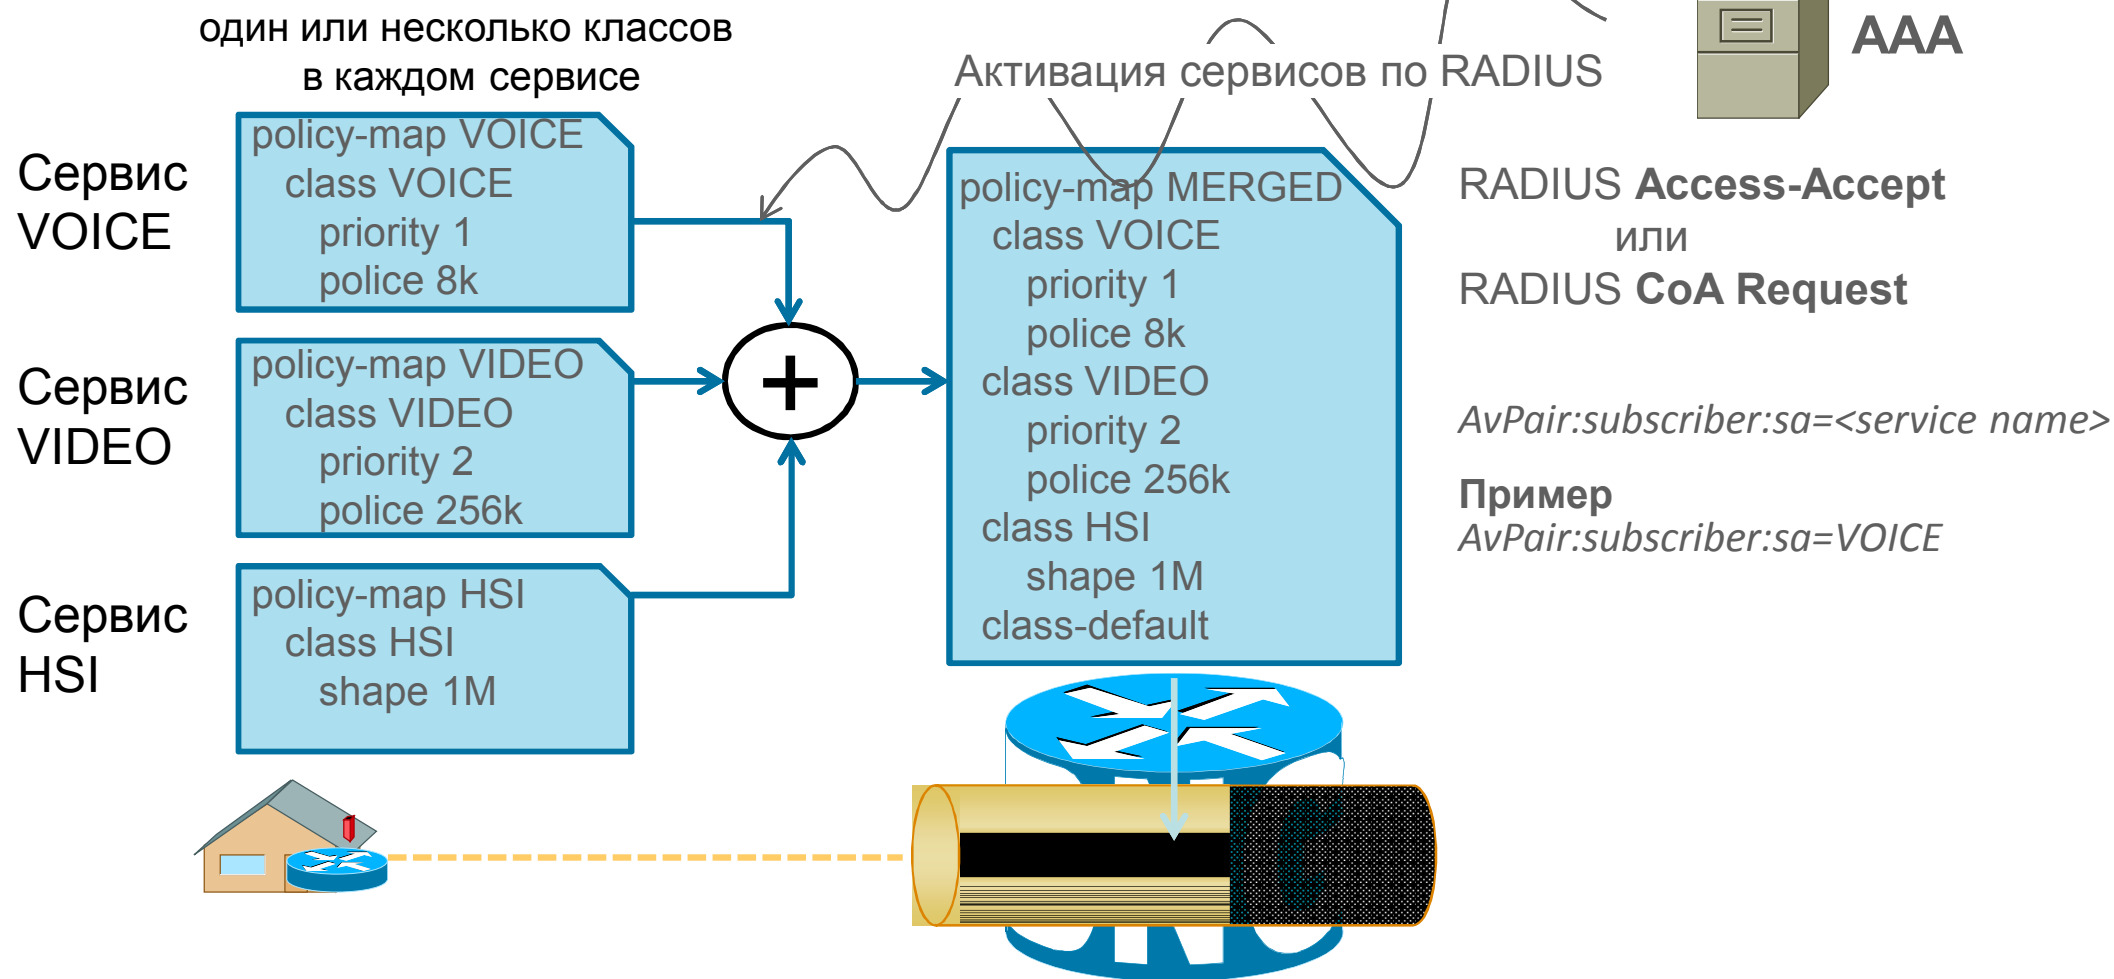 один или несколько классов
в каждом сервисе
Активация сервисов по RADIUS
AAA
Сервис
VOICE
policy-map VOICE
class VOICE
priority 1
police 8k
Сервис
VIDEO
policy-map VIDEO
class VIDEO
priority 2
police 256k
Сервис
HSI
policy-map HSI
class HSI
shape 1M
+
policy-map MERGED
class VOICE
priority 1
police 8k
class VIDEO
priority 2
police 256k
class HSI
shape 1M
class-default
RADIUS Access-Accept
или
RADIUS CoA Request
AvPair:subscriber:sa=<service name>
Пример
AvPair:subscriber:sa=VOICE